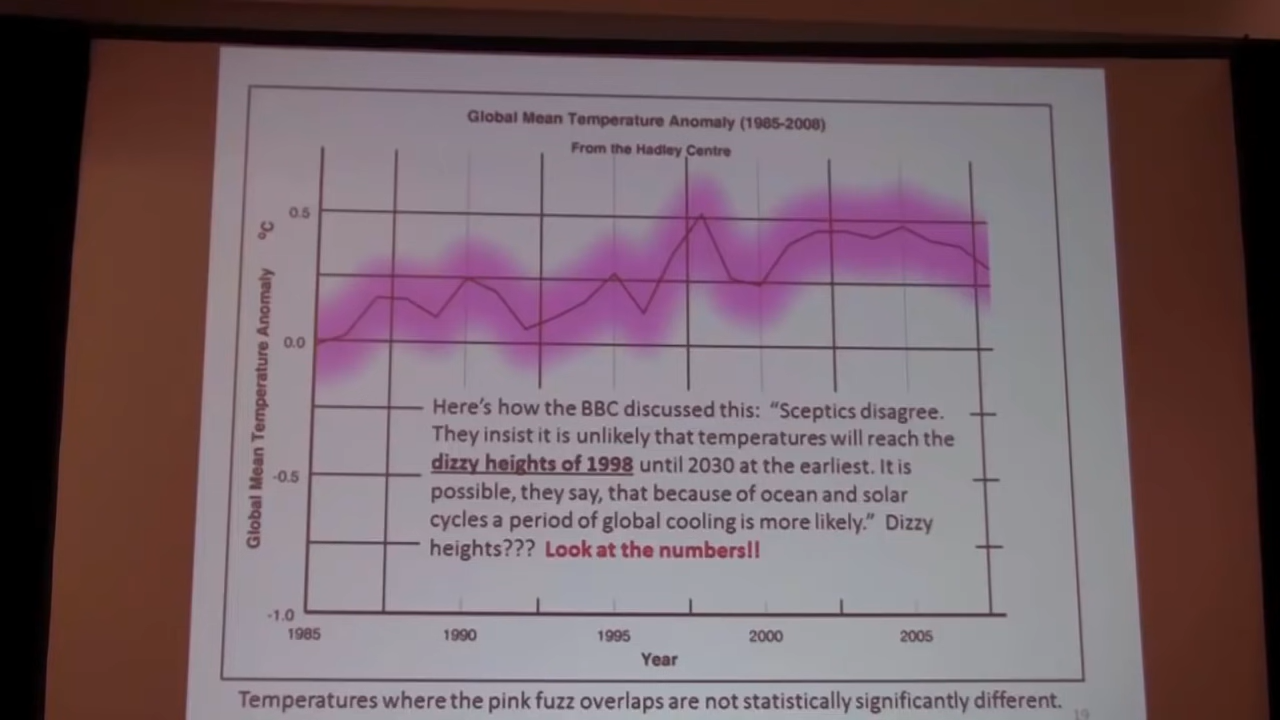 Global Mean Temperature Anomaly (1985-2008)
From the Hadley Centre
Global Mean Temperature Anomaly °C
0.5
0.0
-0.5
-1.0
Here's how the BBC discussed this: "Sceptics disagree.
They insist it is unlikely that temperatures will reach the
dizzy heights of 1998 until 2030 at the earliest. It is
possible, they say, that because of ocean and solar
cycles a period of global cooling is more likely." Dizzy
heights??? Look at the numbers!!
1985 1990 1995 2000 2005
Year
Temperatures where the pink fuzz overlaps are not statistically significantly different.
19